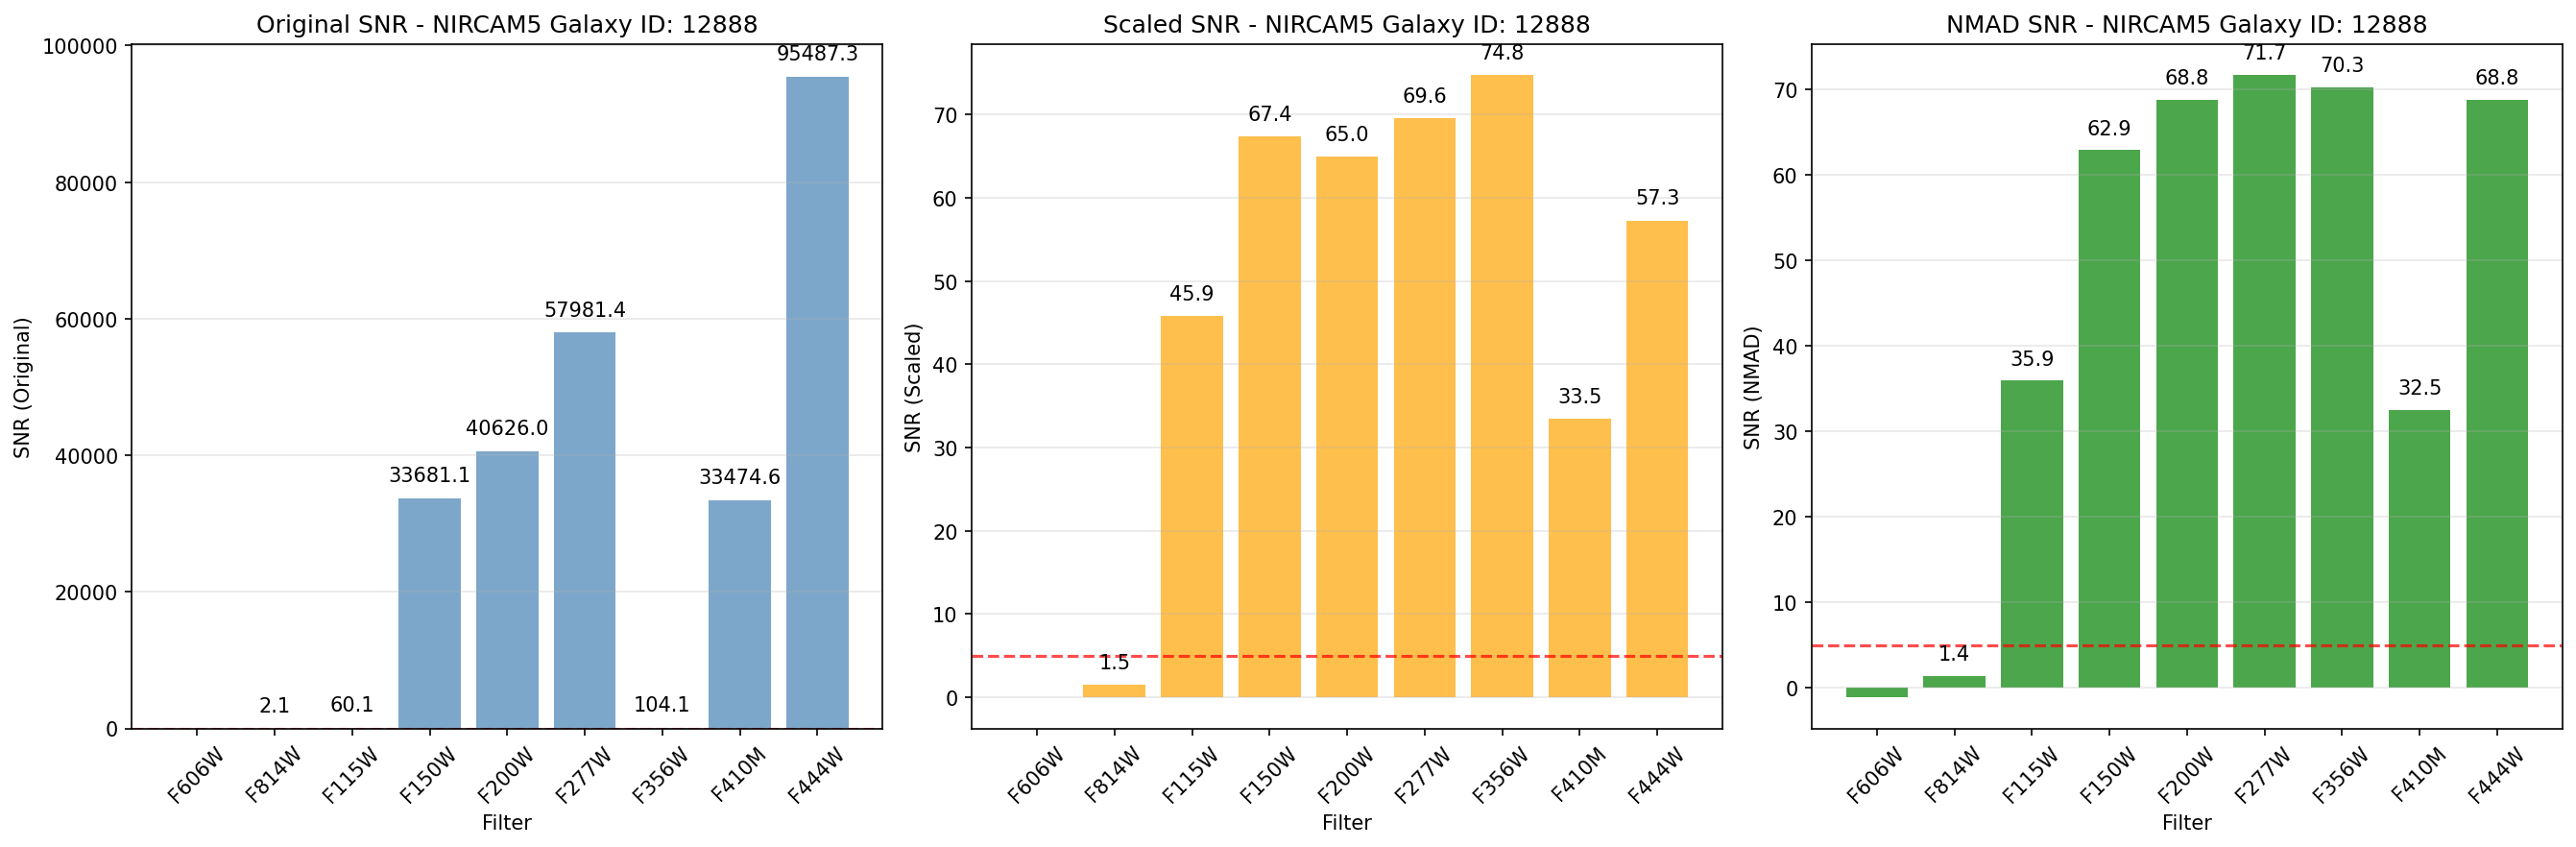 Original SNR - NIRCAM5 Galaxy ID: 12888
SNR (Original)
100000
80000
60000
40000
20000
0
2.1
60.1
33681.1
40626.0
57981.4
104.1
33474.6
95487.3
F606W
F814W
F115W
F150W
F200W
F277W
F356W
F410M
F444W
Filter
Scaled SNR - NIRCAM5 Galaxy ID: 12888
SNR (Scaled)
70
60
50
40
30
20
10
0
1.5
45.9
67.4
65.0
69.6
74.8
33.5
57.3
F606W
F814W
F115W
F150W
F200W
F277W
F356W
F410M
F444W
Filter
NMAD SNR - NIRCAM5 Galaxy ID: 12888
SNR (NMAD)
70
60
50
40
30
20
10
0
1.4
35.9
62.9
68.8
71.7
70.3
32.5
68.8
F606W
F814W
F115W
F150W
F200W
F277W
F356W
F410M
F444W
Filter